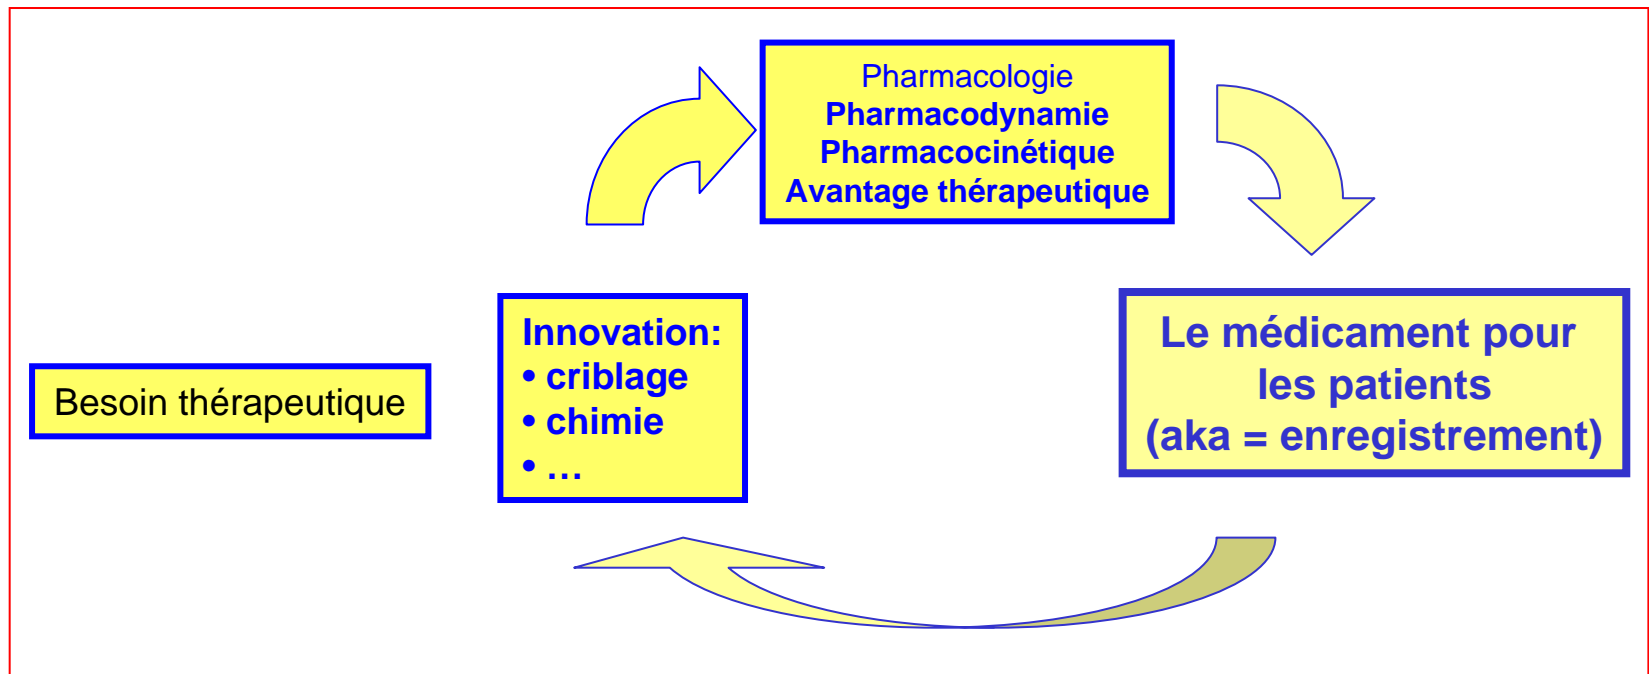 Pharmacologie
Pharmacodynamie
Pharmacocinétique
Avantage thérapeutique
Besoin thérapeutique
Innovation:
• criblage
• chimie
• …
Le médicament pour
les patients
(aka = enregistrement)